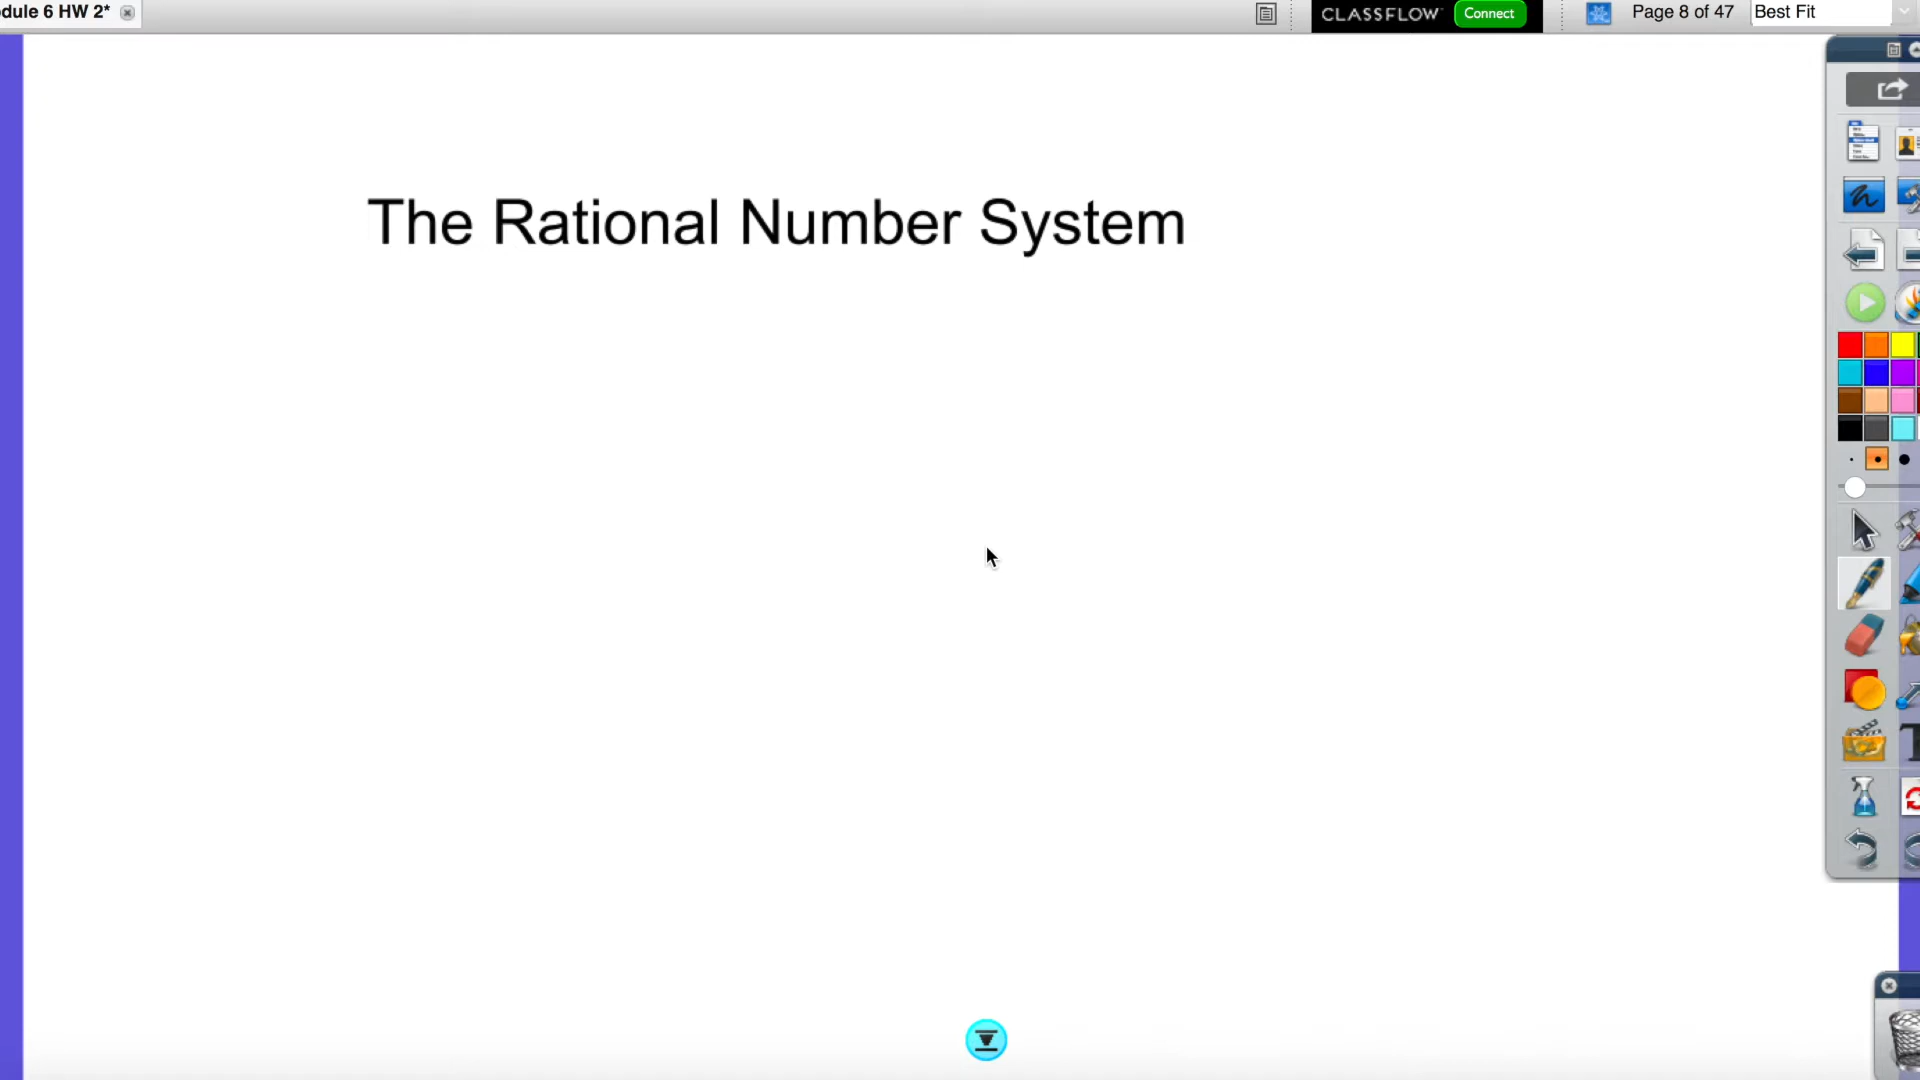 dule 6 HW 2*
CLASSFLOW Connect
Page 8 of 47 Best Fit
The Rational Number System